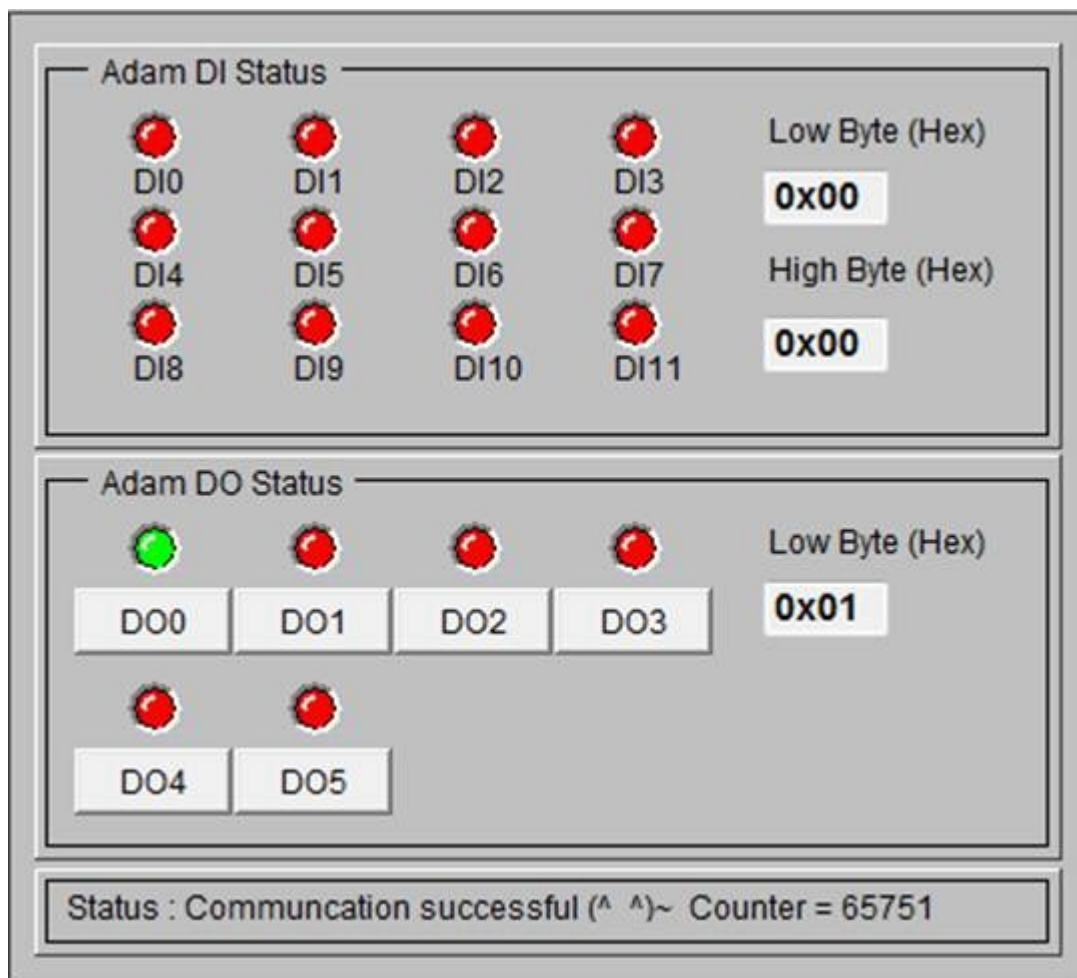 Adam DI Status
DI0 DI1 DI2 DI3
Low Byte (Hex)
0x00
DI4 DI5 DI6 DI7
High Byte (Hex)
0x00
DI8 DI9 DI10 DI11
Adam DO Status
Low Byte (Hex)
DO0 DO1 DO2 DO3
0x01
DO4 DO5
Status : Communcation successful (^ ^)~ Counter = 65751